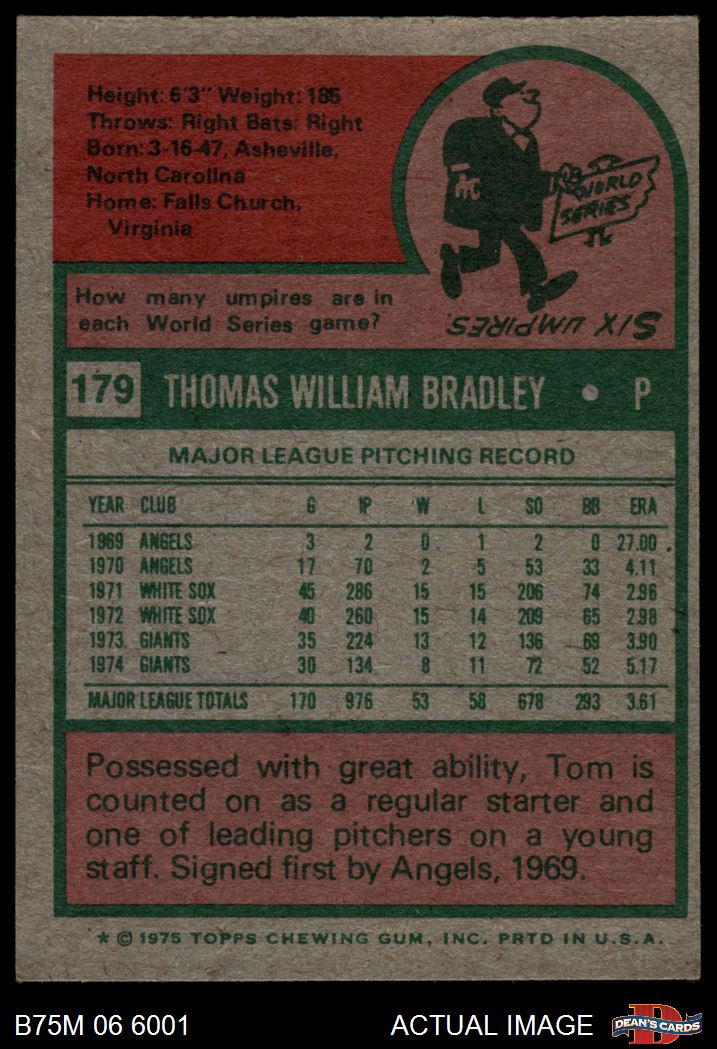 Height: 6'3" Weight: 185
Throws: Right Bats: Right
Born: 3-16-47, Asheville,
North Carolina
Home: Falls Church,
Virginia
WORLD
SERIES
How many umpires are in
each World Series game?
SIX UMPIRES.
179 THOMAS WILLIAM BRADLEY • P
MAJOR LEAGUE PITCHING RECORD
YEAR CLUB G IP W L SO BB ERA
1969 ANGELS 3 2 0 1 2 0 27.00
1970 ANGELS 17 70 2 5 53 33 4.11
1971 WHITE SOX 45 286 15 15 206 74 2.96
1972 WHITE SOX 40 260 15 14 209 65 2.98
1973 GIANTS 35 224 13 12 136 69 3.90
1974 GIANTS 30 134 8 11 72 52 5.17
MAJOR LEAGUE TOTALS 170 976 53 58 678 293 3.61
Possessed with great ability, Tom is
counted on as a regular starter and
one of leading pitchers on a young
staff. Signed first by Angels, 1969.
* © 1975 TOPPS CHEWING GUM, INC. PRTD IN U.S.A.
B75M 06 6001 ACTUAL IMAGE DEAN'S CARDS